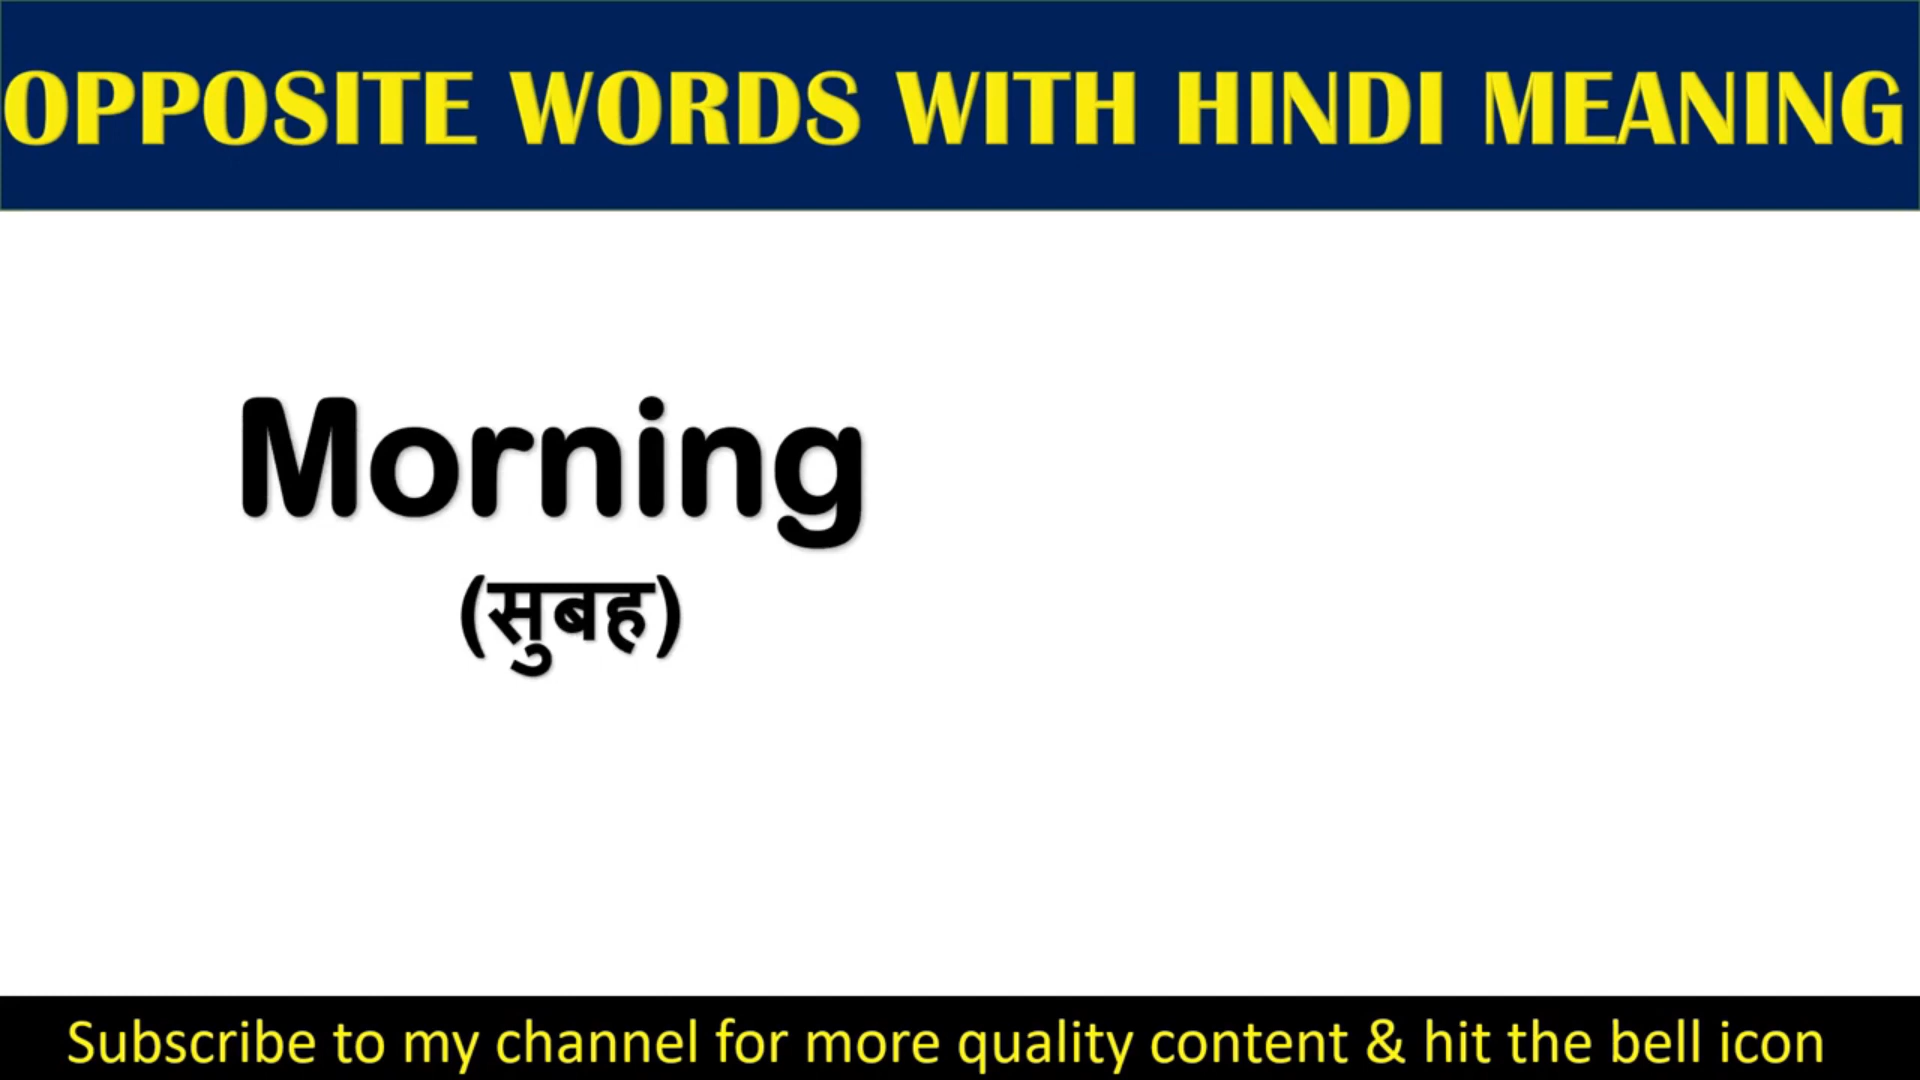 OPPOSITE WORDS WITH HINDI MEANING
Morning
(सुबह)
Subscribe to my channel for more quality content & hit the bell icon